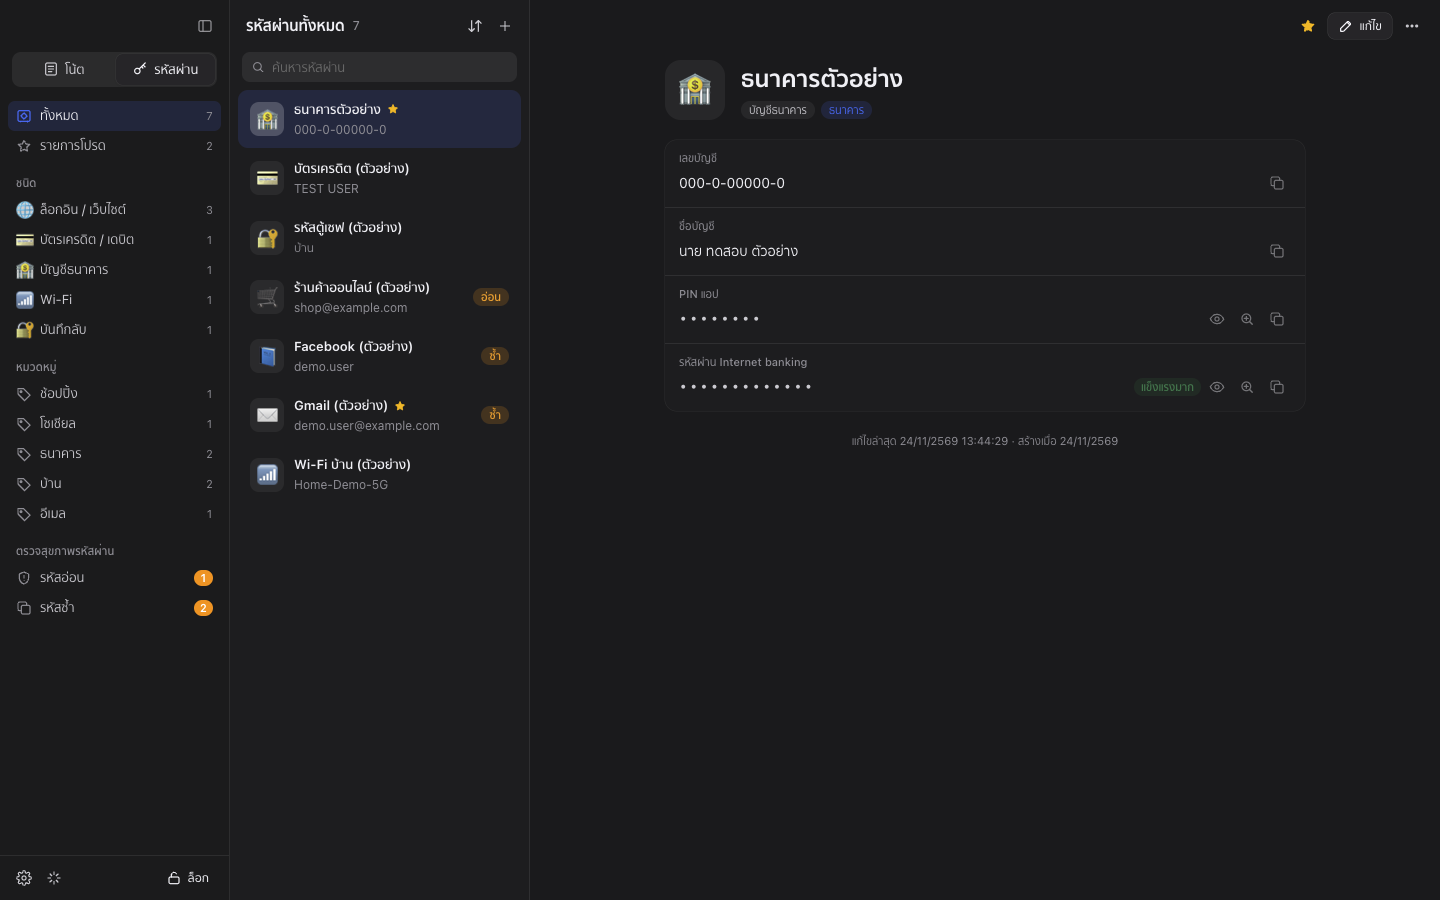 โน้ต
รหัสผ่าน
ทั้งหมด 7
รายการโปรด 2
ชนิด
ล็อกอิน / เว็บไซต์ 3
บัตรเครดิต / เดบิต 1
บัญชีธนาคาร 1
Wi-Fi 1
บันทึกลับ 1
หมวดหมู่
ช้อปปิ้ง 1
โซเชียล 1
ธนาคาร 2
บ้าน 2
อีเมล 1
ตรวจสุขภาพรหัสผ่าน
รหัสอ่อน 1
รหัสซ้ำ 2
ล็อก
รหัสผ่านทั้งหมด 7
ค้นหารหัสผ่าน
ธนาคารตัวอย่าง
000-0-00000-0
บัตรเครดิต (ตัวอย่าง)
TEST USER
รหัสตู้เซฟ (ตัวอย่าง)
บ้าน
ร้านค้าออนไลน์ (ตัวอย่าง)
shop@example.com
อ่อน
Facebook (ตัวอย่าง)
demo.user
ซ้ำ
Gmail (ตัวอย่าง)
demo.user@example.com
ซ้ำ
Wi-Fi บ้าน (ตัวอย่าง)
Home-Demo-5G
แก้ไข
ธนาคารตัวอย่าง
บัญชีธนาคาร ธนาคาร
เลขบัญชี
000-0-00000-0
ชื่อบัญชี
นาย ทดสอบ ตัวอย่าง
PIN แอป
••••••••
รหัสผ่าน Internet banking
•••••••••••••
แข็งแรงมาก
แก้ไขล่าสุด 24/11/2569 13:44:29 · สร้างเมื่อ 24/11/2569